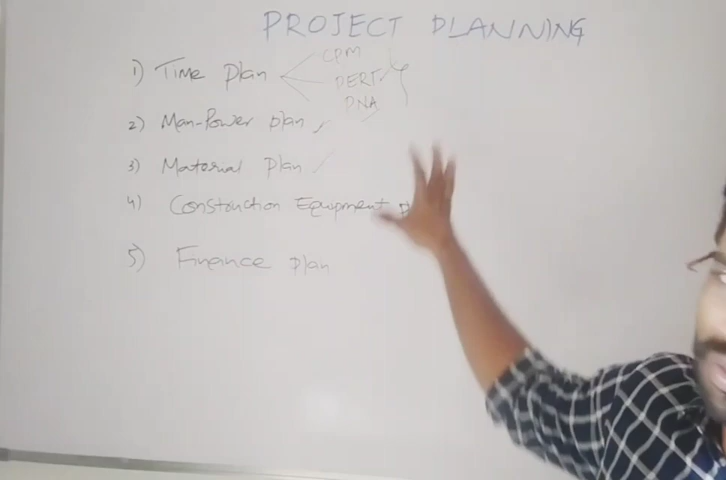 PROJECT PLANNING
1) Time Plan
CPM
PERT
DNA
2) Man-Power Plan
3) Material Plan
4) Construction Equipment
5) Finance Plan